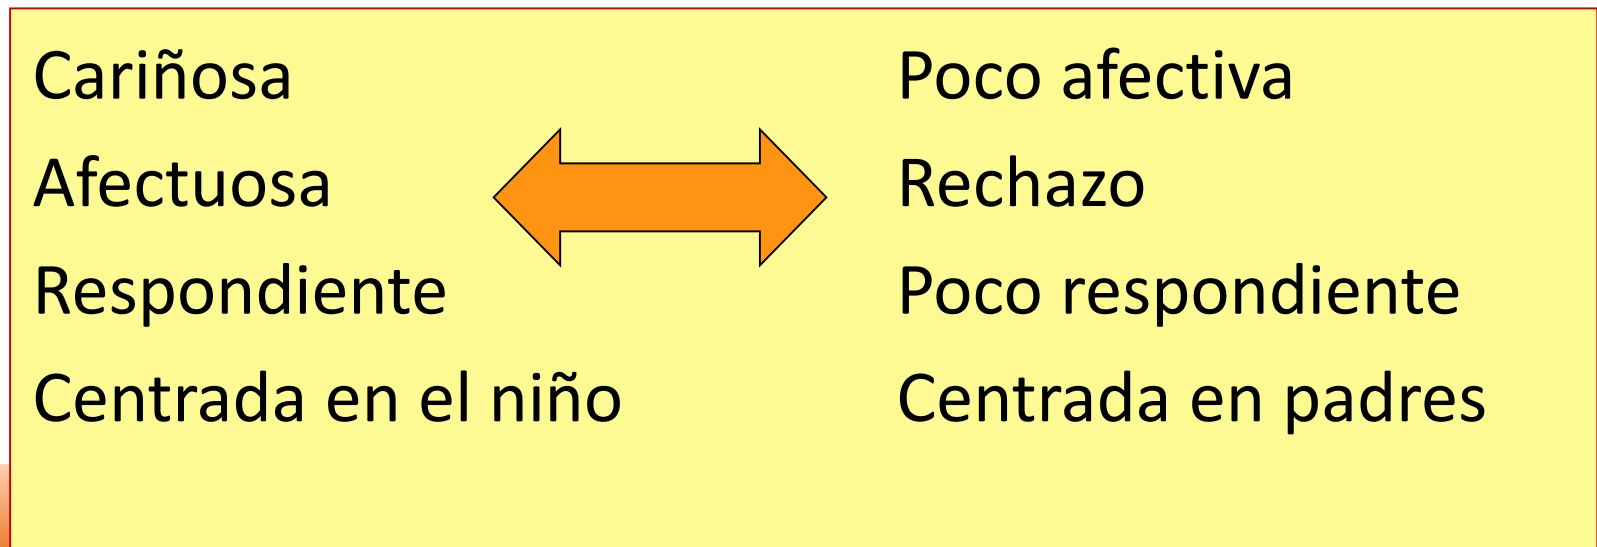 Cariñosa
Afectuosa
Respondiente
Centrada en el niño
Poco afectiva
Rechazo
Poco respondiente
Centrada en padres